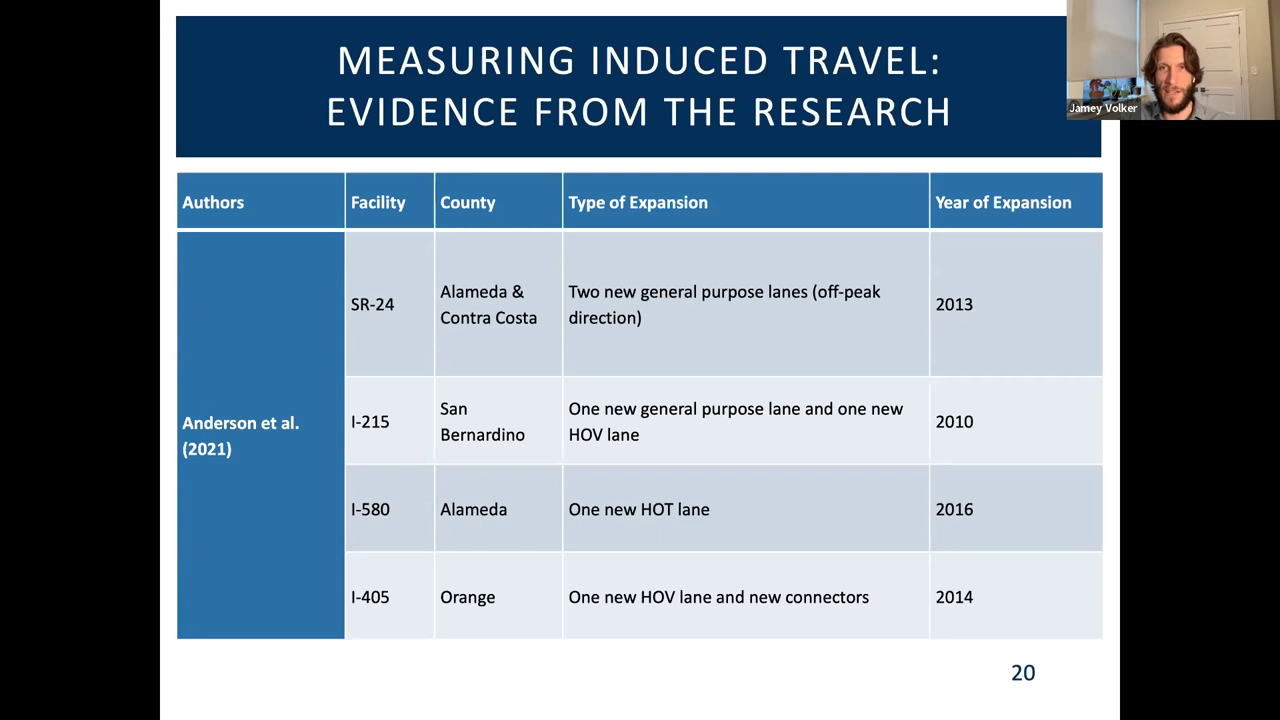 MEASURING INDUCED TRAVEL:
EVIDENCE FROM THE RESEARCH
Jamey Volker
Authors
Facility
County
Type of Expansion
Year of Expansion
Anderson et al.
(2021)
SR-24
Alameda &
Contra Costa
Two new general purpose lanes (off-peak
direction)
2013
I-215
San
Bernardino
One new general purpose lane and one new
HOV lane
2010
I-580
Alameda
One new HOT lane
2016
I-405
Orange
One new HOV lane and new connectors
2014
20